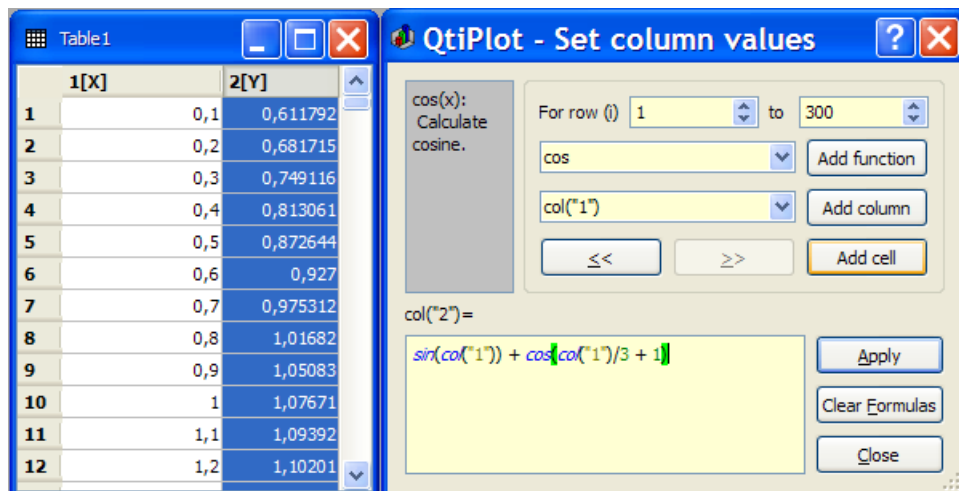 Table1
1[X] 2[Y]
1 0,1 0,611792
2 0,2 0,681715
3 0,3 0,749116
4 0,4 0,813061
5 0,5 0,872644
6 0,6 0,927
7 0,7 0,975312
8 0,8 1,01682
9 0,9 1,05083
10 1 1,07671
11 1,1 1,09392
12 1,2 1,10201
QtiPlot - Set column values
cos(x):
Calculate
cosine.
For row (i) 1 to 300
cos Add function
col("1") Add column
<< >> Add cell
col("2")=
sin(col("1")) + cos(col("1")/3 + 1)
Apply
Clear Formulas
Close